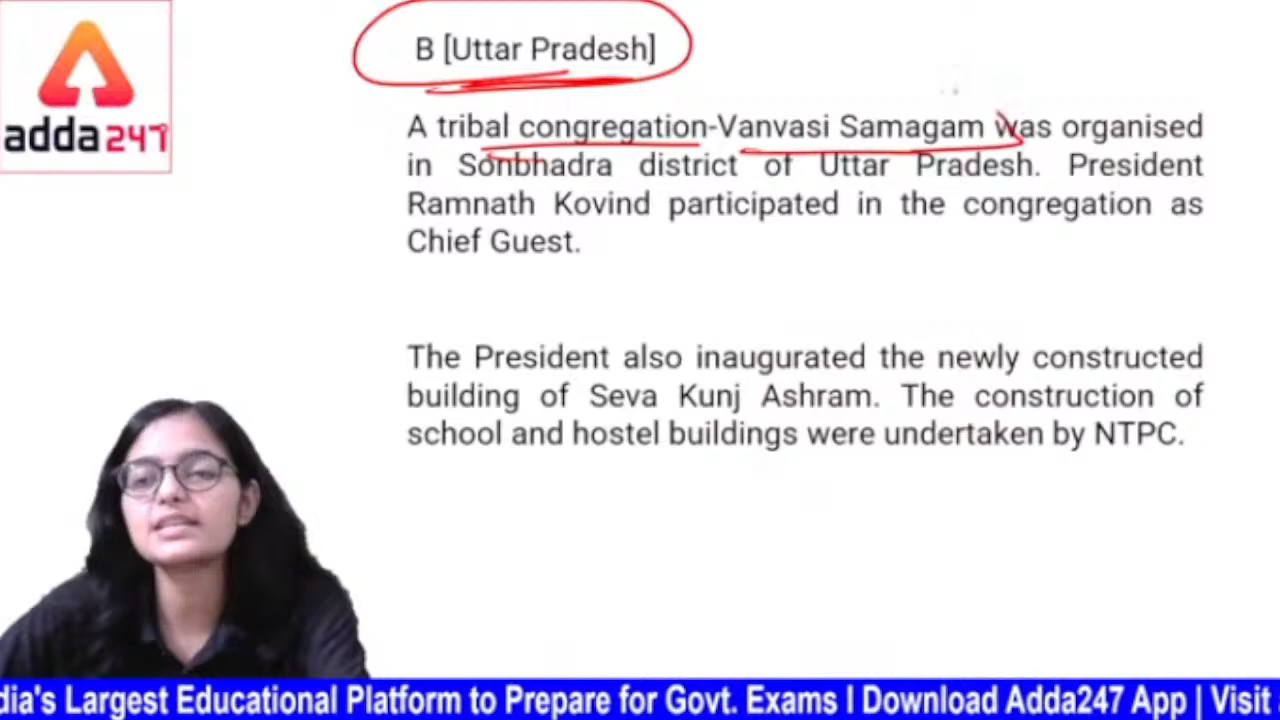 adda247
B [Uttar Pradesh]
A tribal congregation-Vanvasi Samagam was organised
in Sonbhadra district of Uttar Pradesh. President
Ramnath Kovind participated in the congregation as
Chief Guest.
The President also inaugurated the newly constructed
building of Seva Kunj Ashram. The construction of
school and hostel buildings were undertaken by NTPC.
dia's Largest Educational Platform to Prepare for Govt. Exams I Download Adda247 App | Visit